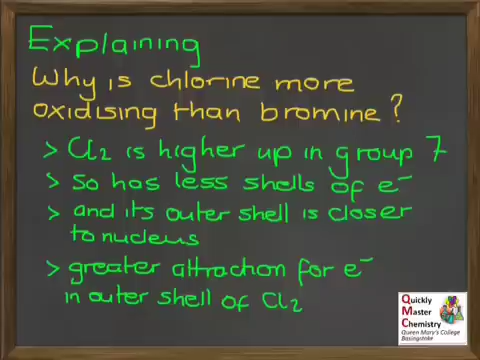 Explaining
Why is chlorine more
oxidising than bromine?
> Cl2 is higher up in group 7
> So has less shells of e⁻
> and its outer shell is closer
to nucleus
> greater attraction for e⁻
in outer shell of Cl2
Quickly
Master
Chemistry
Queen Mary's College
Basingstoke